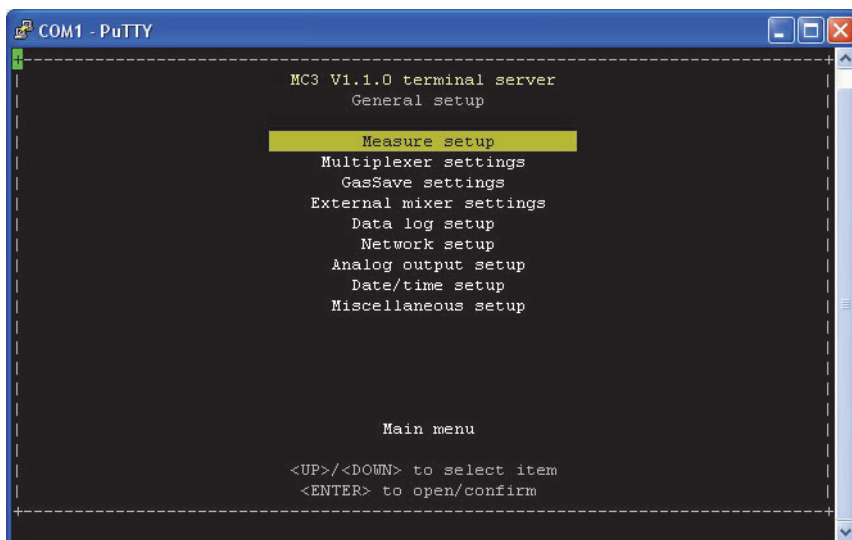 COM1 - PuTTY
MC3 V1.1.0 terminal server
General setup
Measure setup
Multiplexer settings
GasSave settings
External mixer settings
Data log setup
Network setup
Analog output setup
Date/time setup
Miscellaneous setup
Main menu
<UP>/<DOWN> to select item
<ENTER> to open/confirm